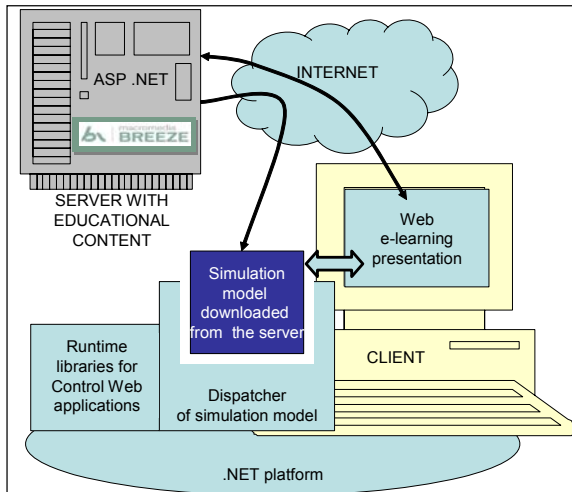 ASP .NET
macromedia
BREEZE
SERVER WITH
EDUCATIONAL
CONTENT
INTERNET
Web
e-learning
presentation
Simulation
model
downloaded
from the server
Runtime
libraries for
Control Web
applications
Dispatcher
of simulation model
CLIENT
.NET platform